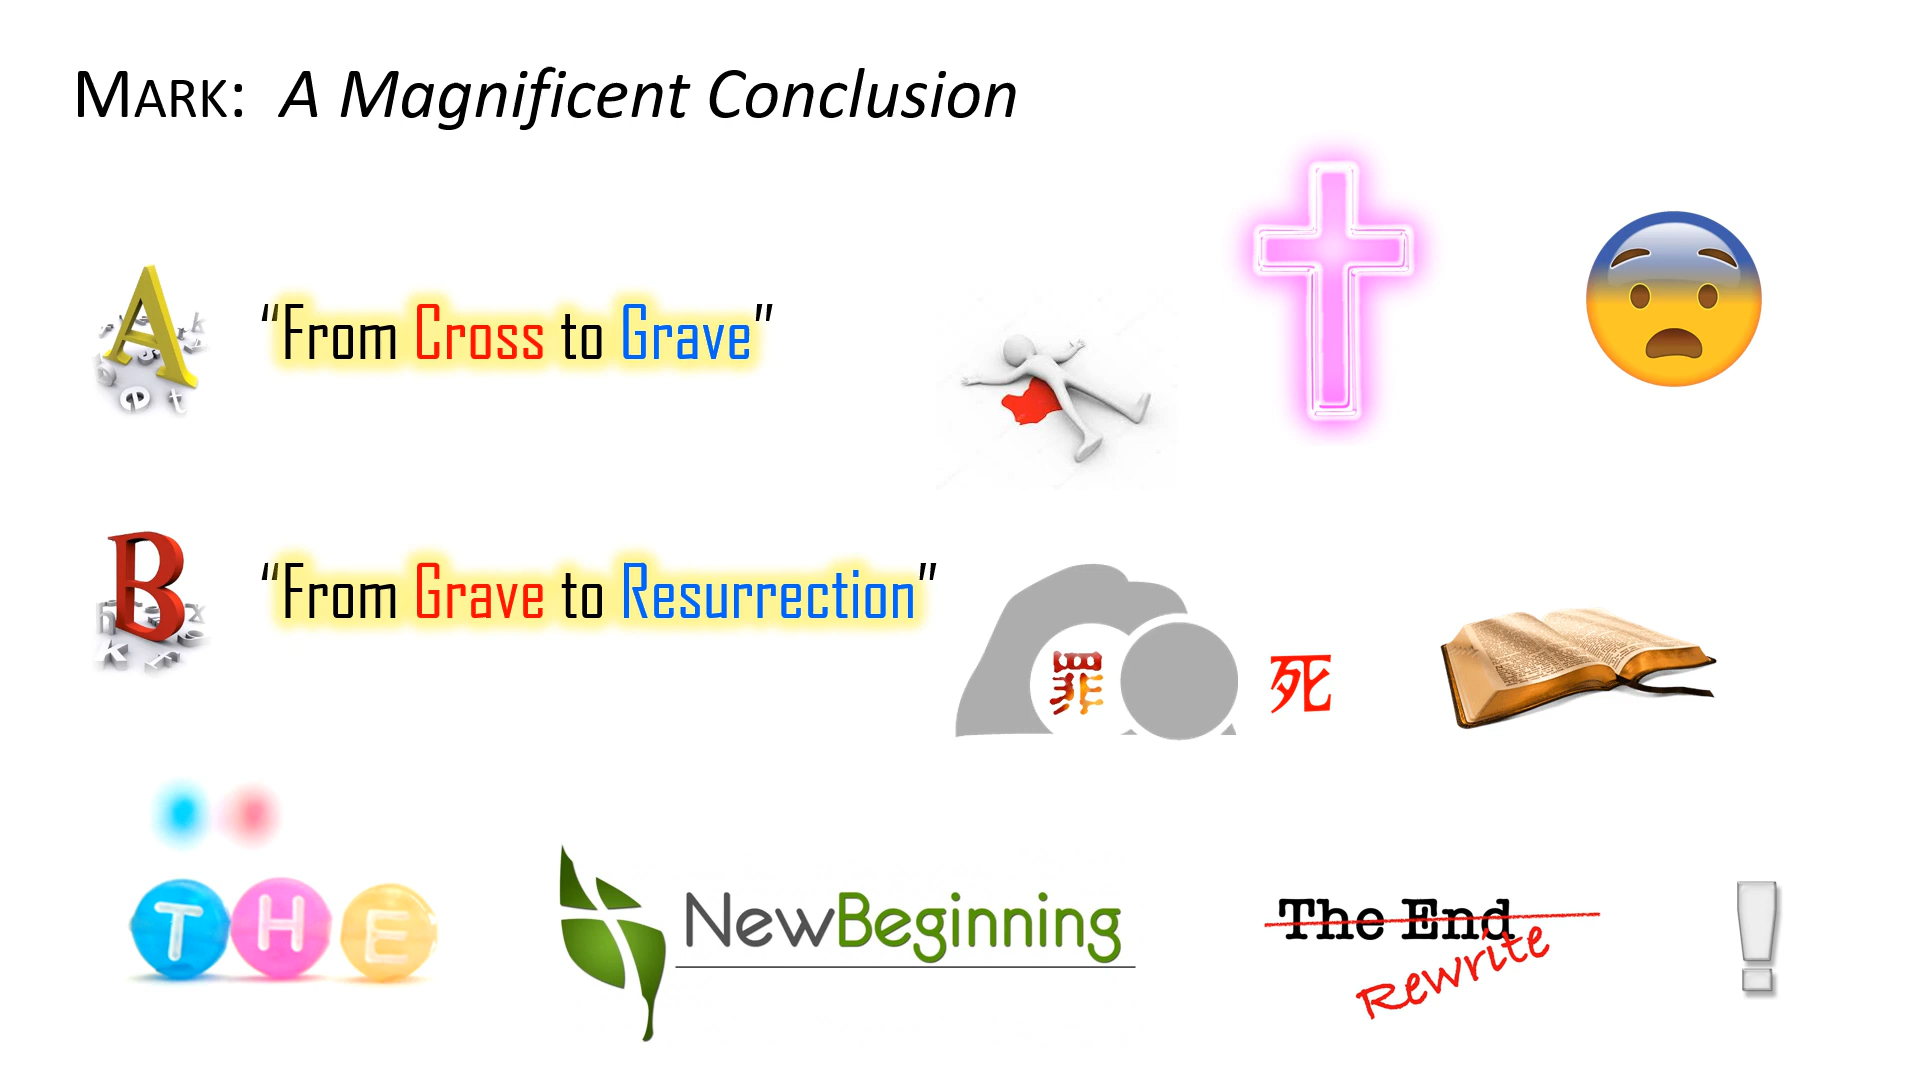 MARK: A Magnificent Conclusion
A
“From Cross to Grave”
B
“From Grave to Resurrection”
罪
死
THE
NewBeginning
The End
Rewrite
!